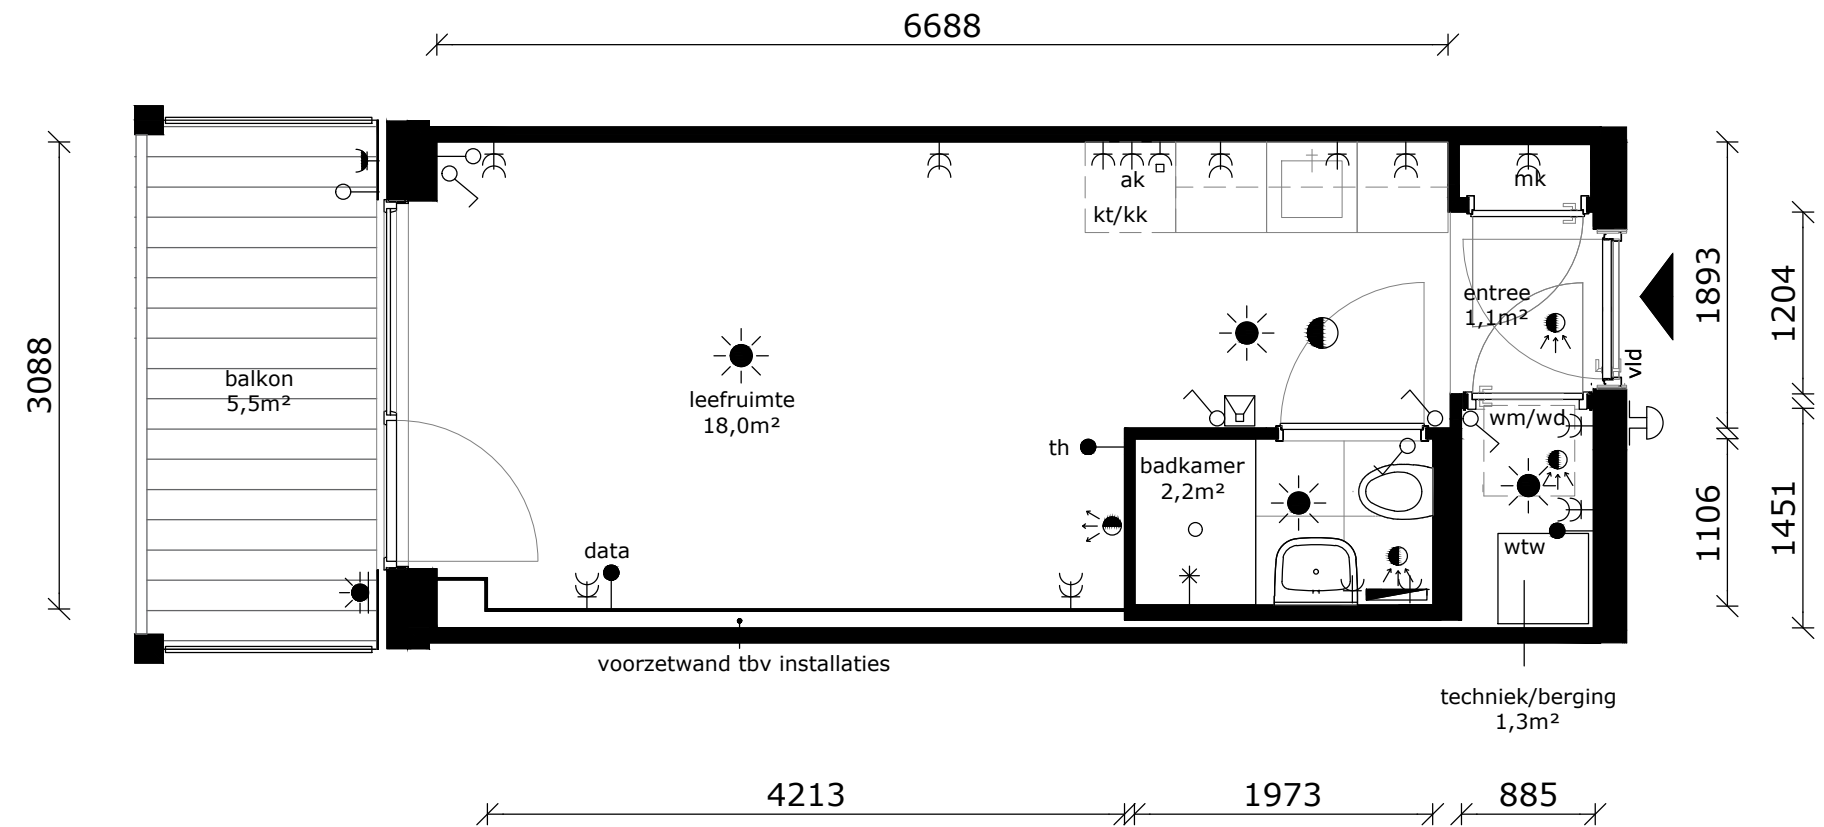 6688
ak
mk
kt/kk
3088
1893
1204
entree
1,1m²
vld
balkon
5,5m²
leefruimte
18,0m²
wm/wd
th
badkamer
2,2m²
1106
1451
data
wtw
voorzetwand tbv installaties
techniek/berging
1,3m²
4213
1973
885